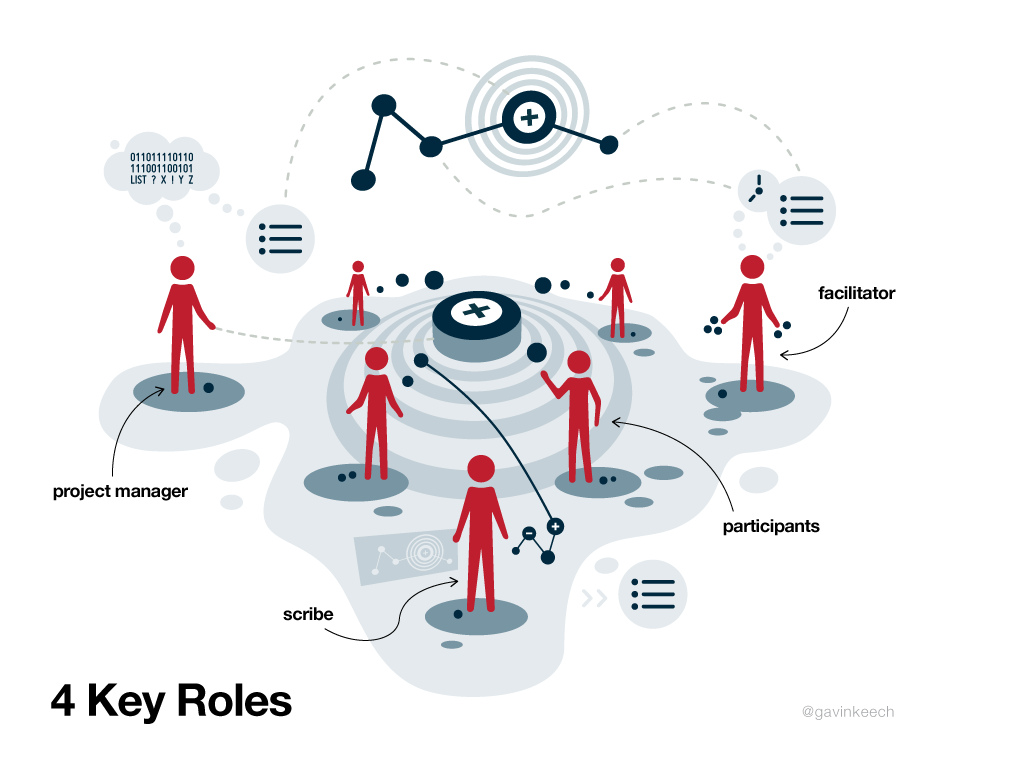 011011110110
111001100101
LIST ? X ! Y Z
facilitator
project manager
participants
scribe
4 Key Roles
@gavinkeech